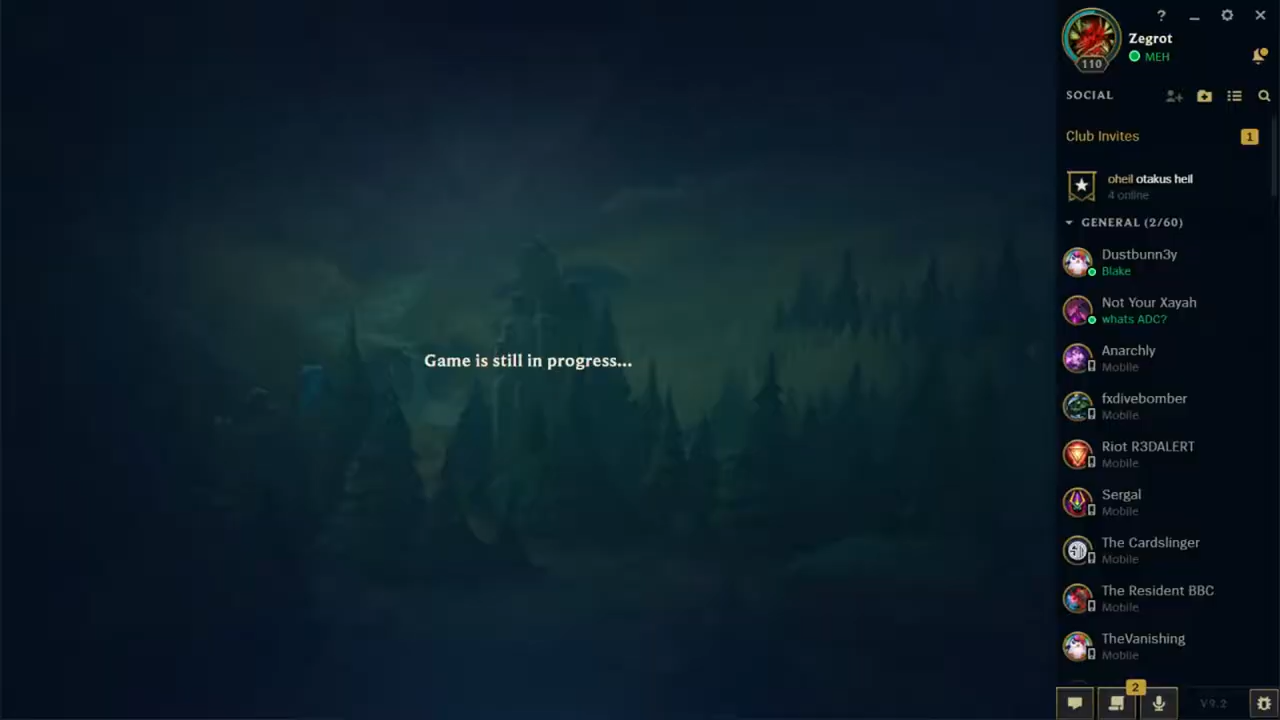 ?
Zegrot
110
MEH
SOCIAL
Club Invites
1
oheil otakus heil
4 online
GENERAL (2/60)
Dustbunn3y
Blake
Not Your Xayah
whats ADC?
Game is still in progress...
Anarchly
Mobile
fxdivebomber
Mobile
Riot R3DALERT
Mobile
Sergal
Mobile
The Cardslinger
Mobile
The Resident BBC
Mobile
TheVanishing
Mobile
2
V9.2